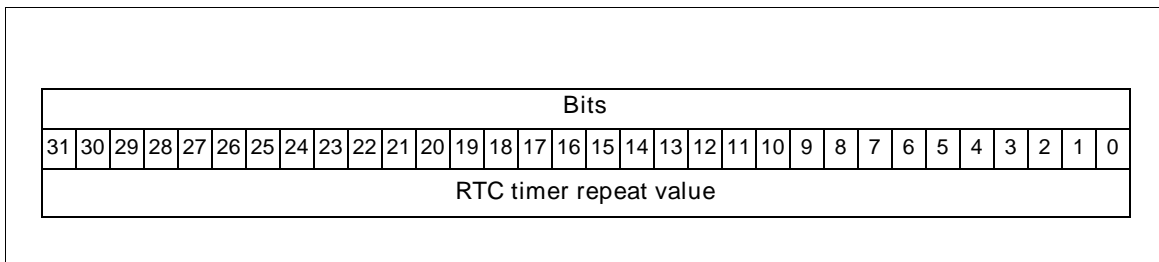 Bits
31 30 29 28 27 26 25 24 23 22 21 20 19 18 17 16 15 14 13 12 11 10 9 8 7 6 5 4 3 2 1 0
RTC timer repeat value